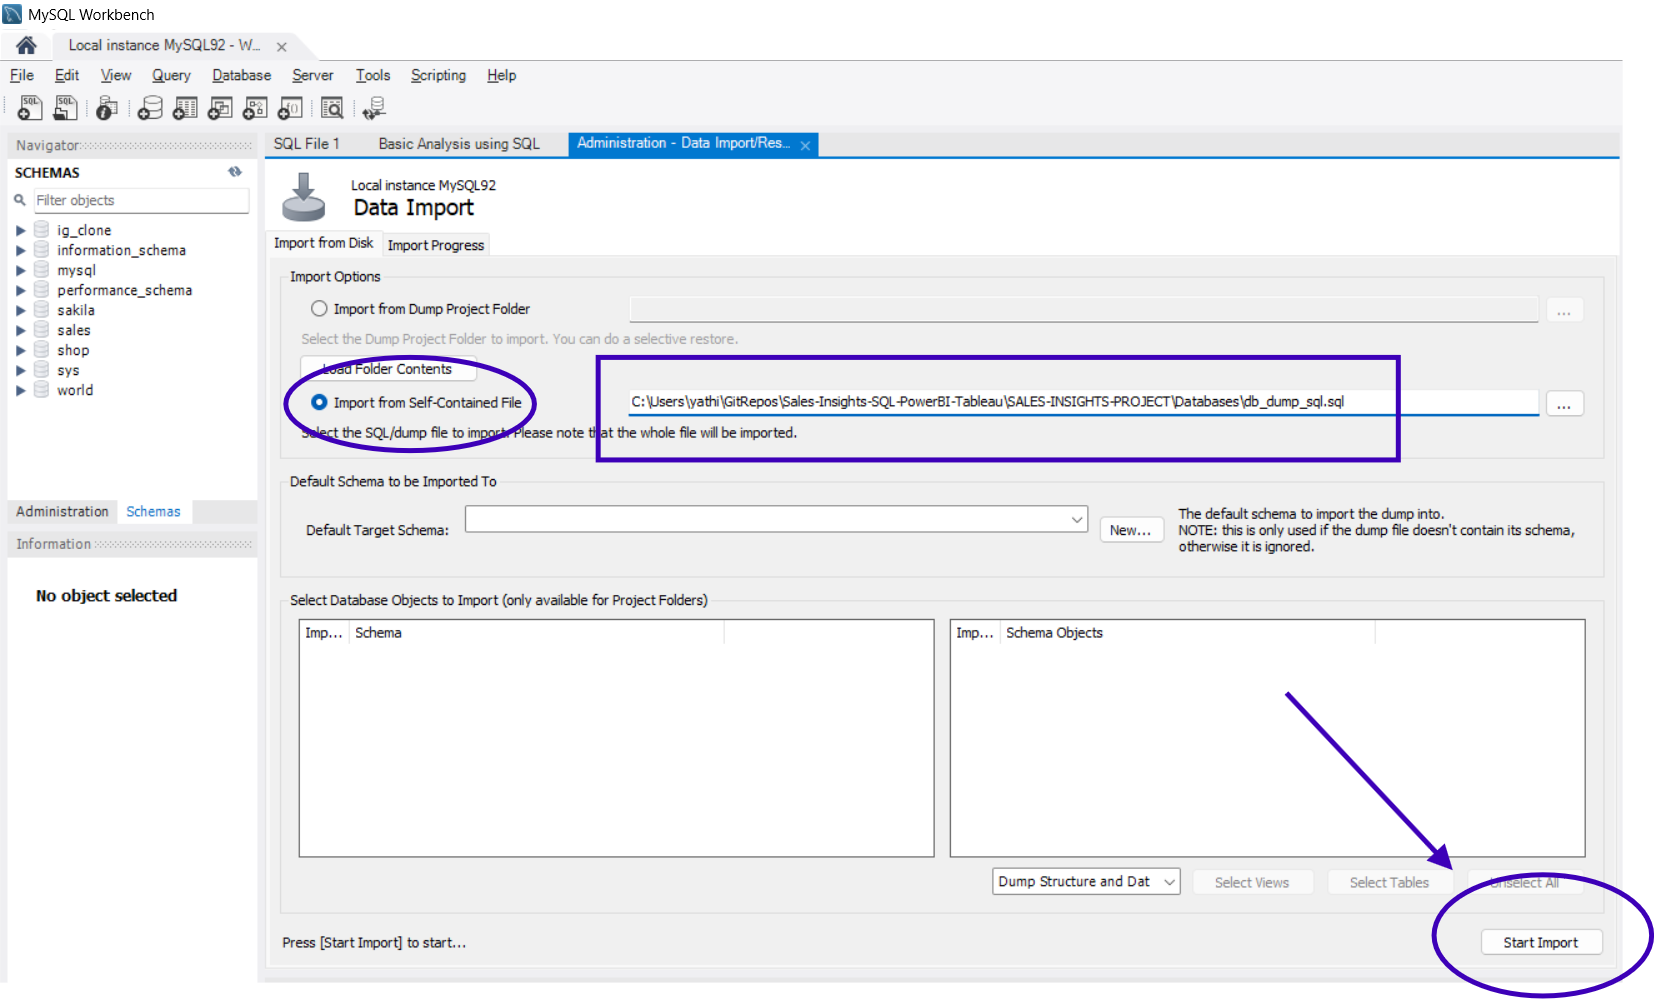 MySQL Workbench
Local instance MySQL92 - W...
File Edit View Query Database Server Tools Scripting Help
Navigator
SCHEMAS
Filter objects
ig_clone
information_schema
mysql
performance_schema
sakila
sales
shop
sys
world
Administration Schemas
Information
No object selected
SQL File 1 Basic Analysis using SQL Administration - Data Import/Res...
Local instance MySQL92
Data Import
Import from Disk Import Progress
Import Options
Import from Dump Project Folder ...
Select the Dump Project Folder to import. You can do a selective restore.
Load Folder Contents
Import from Self-Contained File C:\Users\yathi\GitRepos\Sales-Insights-SQL-PowerBI-Tableau\SALES-INSIGHTS-PROJECT\Databases\db_dump_sql.sql ...
Select the SQL/dump file to import. Please note that the whole file will be imported.
Default Schema to be Imported To
Default Target Schema: New...
The default schema to import the dump into.
NOTE: this is only used if the dump file doesn't contain its schema,
otherwise it is ignored.
Select Database Objects to Import (only available for Project Folders)
Imp... Schema Imp... Schema Objects
Dump Structure and Dat Select Views Select Tables Unselect All
Press [Start Import] to start... Start Import